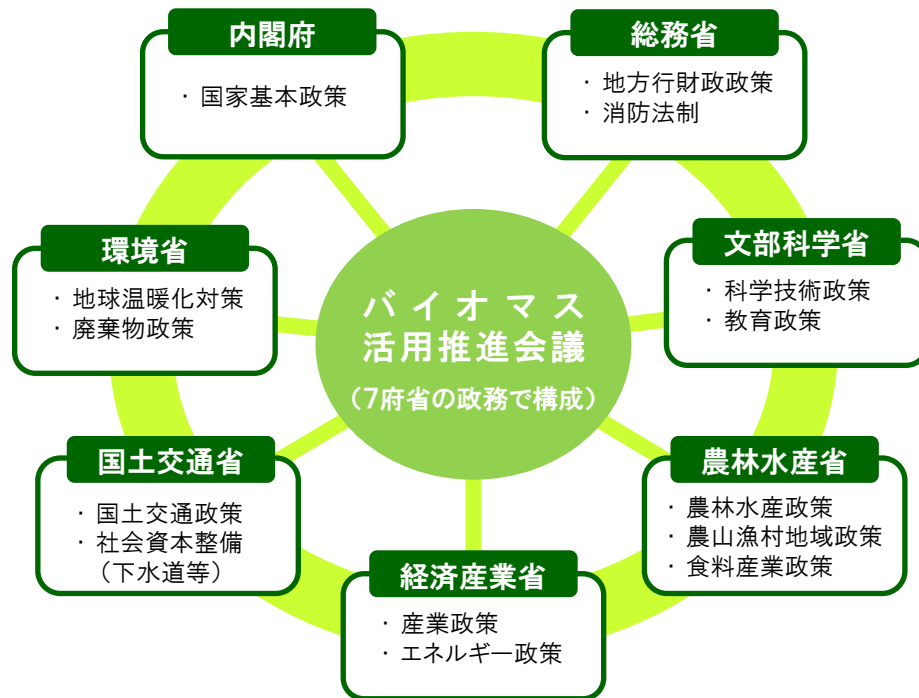 内閣府
・ 国家基本政策
総務省
・ 地方行財政政策
・ 消防法制
環境省
・ 地球温暖化対策
・ 廃棄物政策
バイオマス
活用推進会議
（7府省の政務で構成）
文部科学省
・ 科学技術政策
・ 教育政策
国土交通省
・ 国土交通政策
・ 社会資本整備
（下水道等）
経済産業省
・ 産業政策
・ エネルギー政策
農林水産省
・ 農林水産政策
・ 農山漁村地域政策
・ 食料産業政策